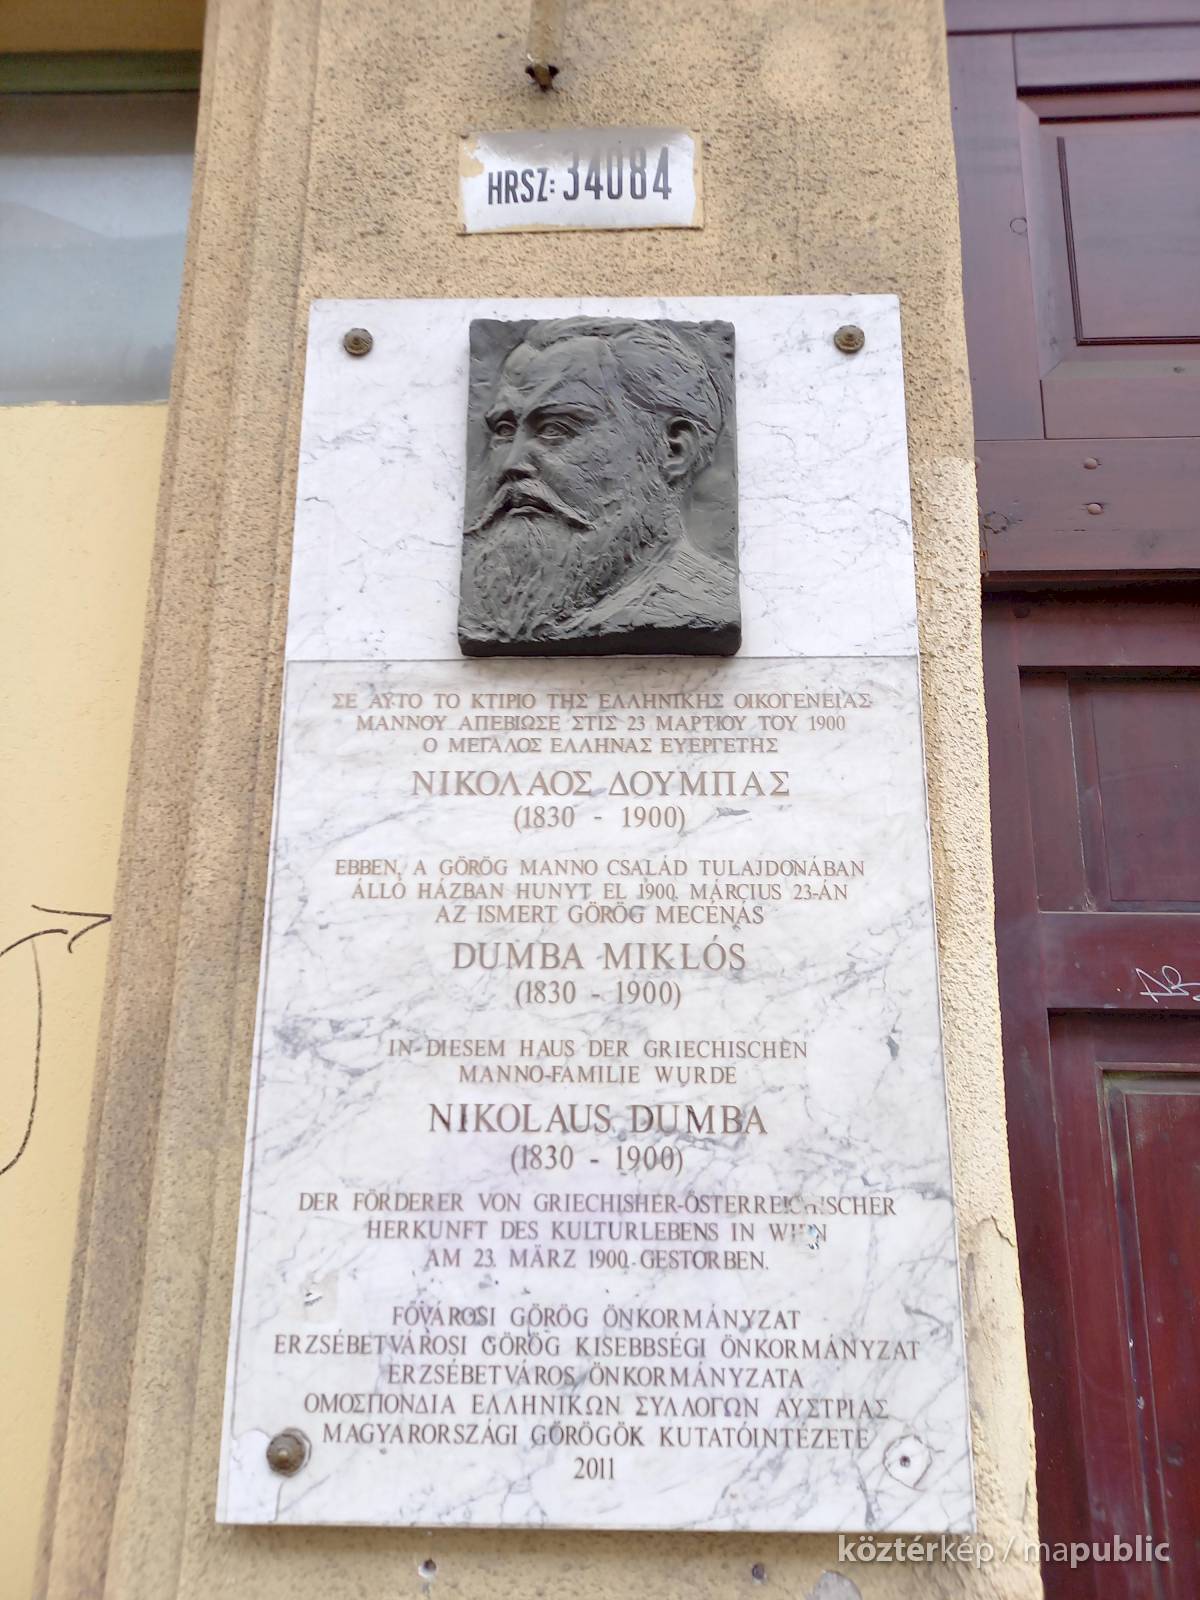 HRSZ: 34084
ΣΕ ΑΥΤΟ ΤΟ ΚΤΙΡΙΟ ΤΗΣ ΕΛΛΗΝΙΚΗΣ ΟΙΚΟΓΕΝΕΙΑΣ
ΜΑΝΝΟΥ ΑΠΕΒΙΩΣΕ ΣΤΙΣ 23 ΜΑΡΤΙΟΥ ΤΟΥ 1900
Ο ΜΕΓΑΛΟΣ ΕΛΛΗΝΑΣ ΕΥΕΡΓΕΤΗΣ
ΝΙΚΟΛΑΟΣ ΔΟΥΜΠΑΣ
(1830 - 1900)
EBBEN, A GÖRÖG MANNO CSALÁD TULAJDONÁBAN
ÁLLÓ HÁZBAN HUNYT EL 1900. MÁRCIUS 23-ÁN
AZ ISMERT GÖRÖG MECÉNÁS
DUMBA MIKLÓS
(1830 - 1900)
IN DIESEM HAUS DER GRIECHISCHEN
MANNO-FAMILIE WURDE
NIKOLAUS DUMBA
(1830 - 1900)
DER FÖRDERER VON GRIECHISHER-ÖSTERREICHISCHER
HERKUNFT DES KULTURLEBENS IN WIEN
AM 23. MÄRZ 1900 GESTORBEN.
FŐVÁROSI GÖRÖG ÖNKORMÁNYZAT
ERZSÉBETVÁROSI GÖRÖG KISEBBSÉGI ÖNKORMÁNYZAT
ERZSÉBETVÁROS ÖNKORMÁNYZATA
ΟΜΟΣΠΟΝΔΙΑ ΕΛΛΗΝΙΚΩΝ ΣΥΛΛΟΓΩΝ ΑΥΣΤΡΙΑΣ
MAGYARORSZÁGI GÖRÖGÖK KUTATÓINTÉZETE
2011
köztérkép / mapublic